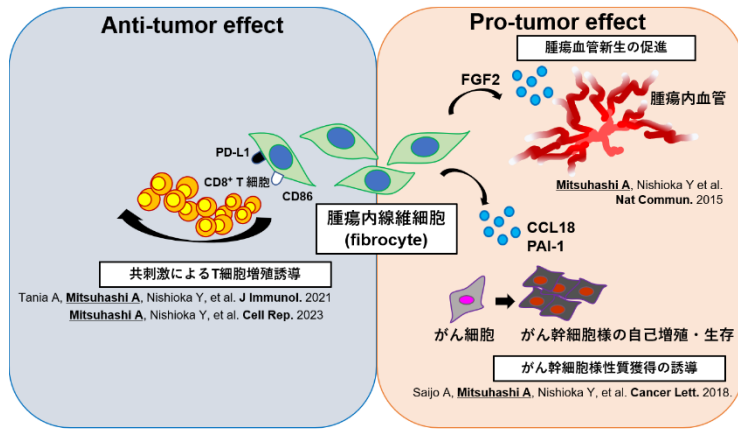 Anti-tumor effect
PD-L1
CD8+ T 細胞
CD86
共刺激によるT細胞増殖誘導
Tania A, Mitsuhashi A, Nishioka Y, et al. J Immunol. 2021
Mitsuhashi A, Nishioka Y, et al. Cell Rep. 2023
腫瘍内線維細胞
(fibrocyte)
Pro-tumor effect
腫瘍血管新生の促進
FGF2
腫瘍内血管
Mitsuhashi A, Nishioka Y et al.
Nat Commun. 2015
CCL18
PAI-1
がん細胞
がん幹細胞様の自己増殖・生存
がん幹細胞様性質獲得の誘導
Saijo A, Mitsuhashi A, Nishioka Y, et al. Cancer Lett. 2018.